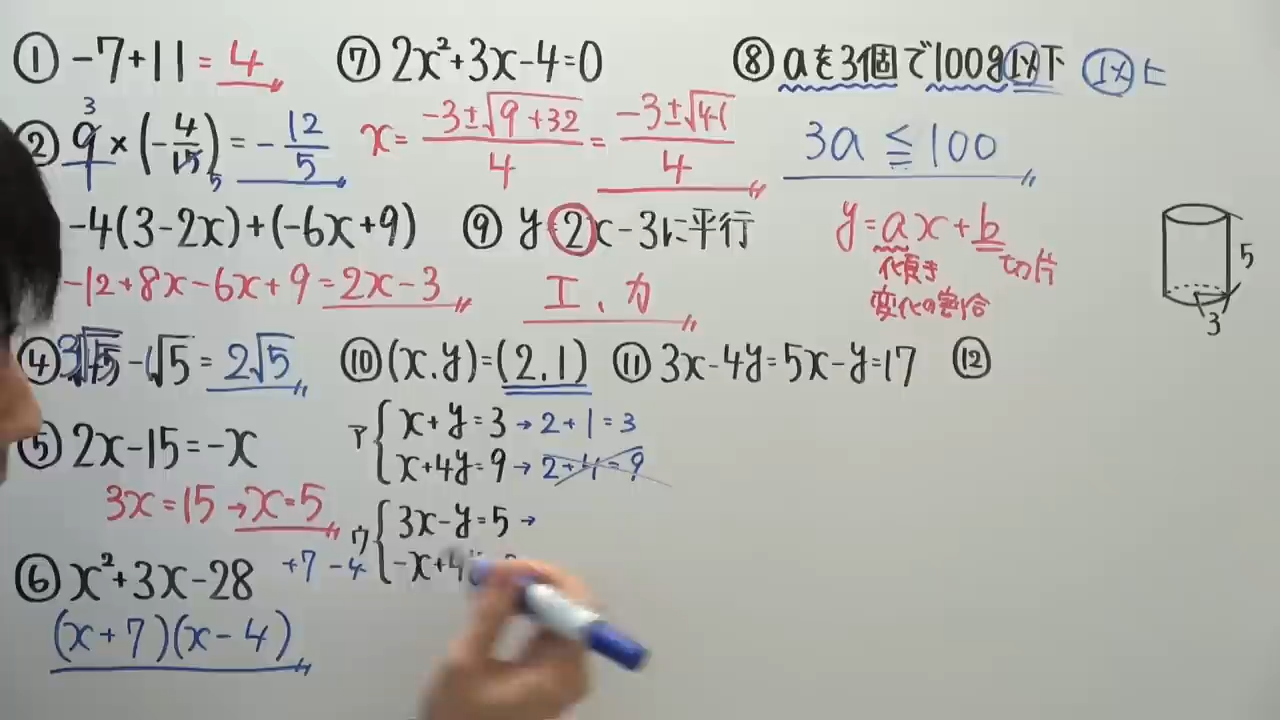 ① -7+11 = 4
② 9 × (-4/15) = -12/5
3
1
5
-4(3-2x)+(-6x+9)
-12+8x-6x+9=2x-3
√5 = 2√5
④
⑤ 2x-15=-x
3x=15→x=5
⑥ x²+3x-28
+7 -4
(x+7)(x-4)
⑦ 2x²+3x-4=0
x= (-3±√(9+32))/4 = (-3±√41)/4
⑧ aを3個で100g以下 以上
3a ≦ 100
⑨ y=2x-3に平行
エ、カ
y=ax+b
傾き
切片
変化の割合
5
3
⑩ (x.y)=(2.1)
ア { x+y=3 → 2+1=3
x+4y=9 → 2+4=9
3x-y=5 →
-x+4
⑪ 3x-4y=5x-y=17
⑫